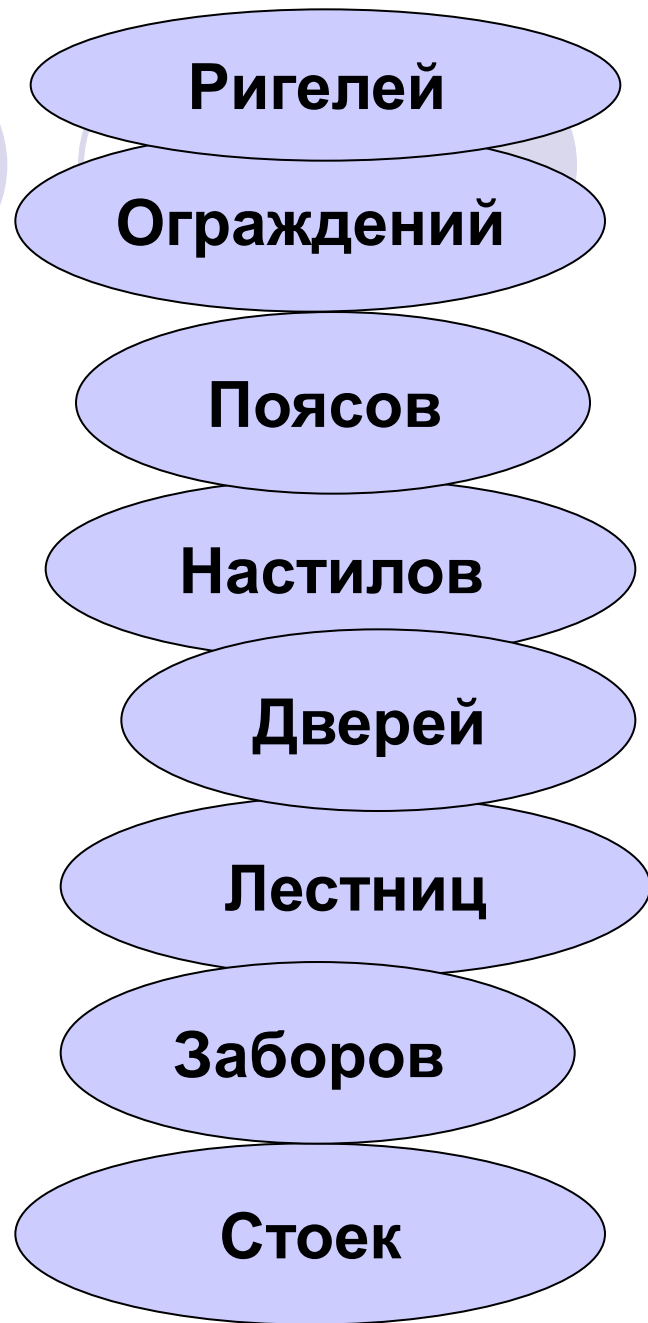 Ригелей
Ограждений
Поясов
Настилов
Дверей
Лестниц
Заборов
Стоек